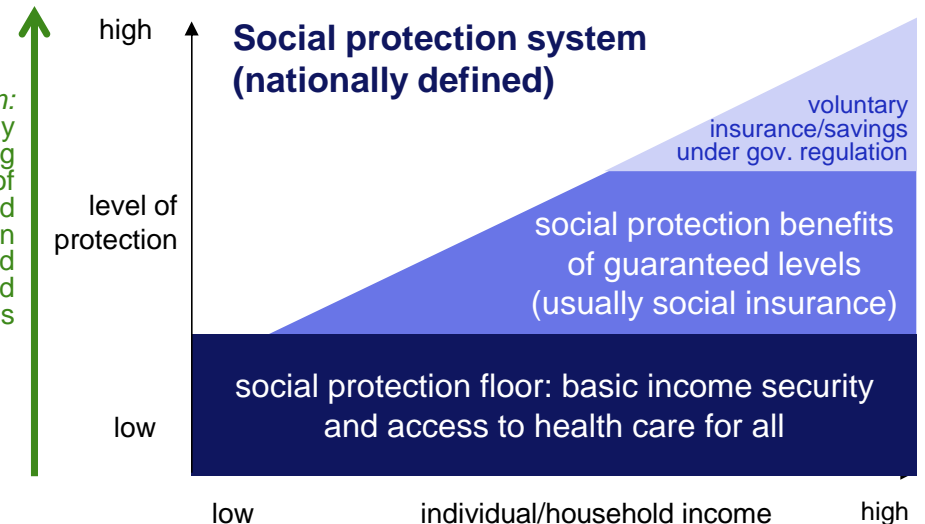 high
Social protection system
(nationally defined)
voluntary
insurance/savings
under gov. regulation
level of
protection
social protection benefits
of guaranteed levels
(usually social insurance)
social protection floor: basic income security
and access to health care for all
low
low individual/household income high